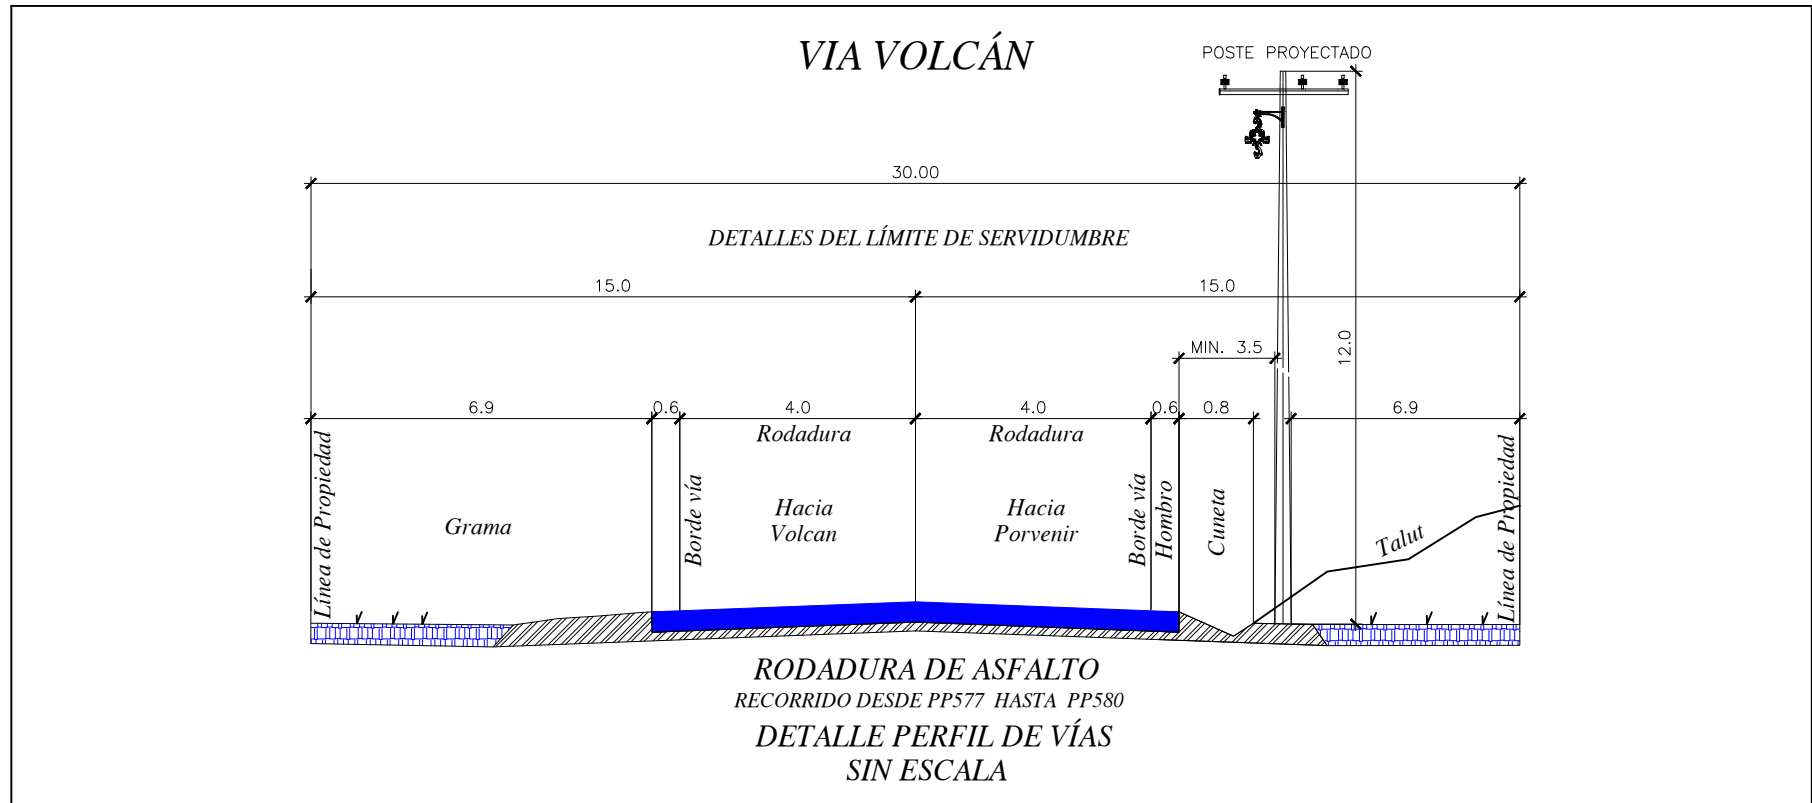 VIA VOLCÁN
POSTE PROYECTADO
30.00
DETALLES DEL LÍMITE DE SERVIDUMBRE
15.0
15.0
MIN. 3.5
12.0
6.9
0.6
4.0
4.0
0.6
0.8
6.9
Línea de Propiedad
Grama
Borde vía
Rodadura
Hacia
Volcan
Rodadura
Hacia
Porvenir
Borde vía
Hombro
Cuneta
Talut
Línea de Propiedad
RODADURA DE ASFALTO
RECORRIDO DESDE PP577 HASTA PP580
DETALLE PERFIL DE VÍAS
SIN ESCALA